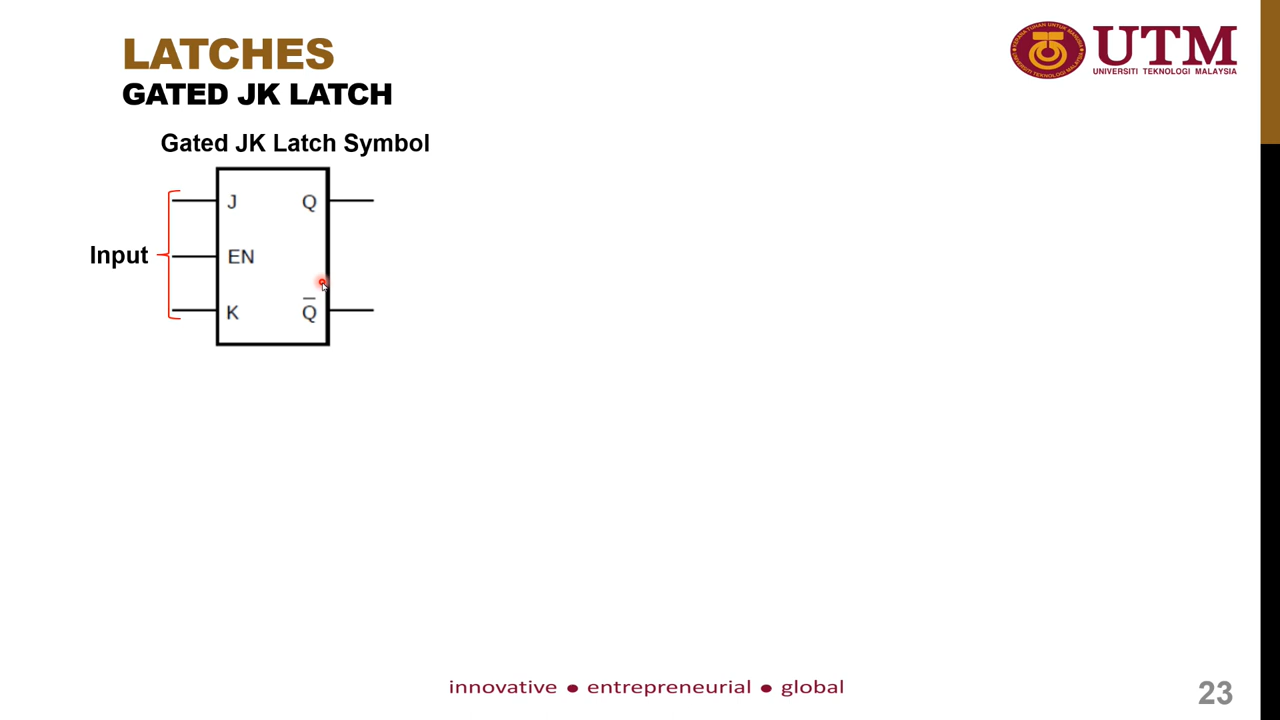 LATCHES
GATED JK LATCH
UTM
UNIVERSITI TEKNOLOGI MALAYSIA
Gated JK Latch Symbol
J Q
Input EN
K Q̅
innovative ● entrepreneurial ● global
23